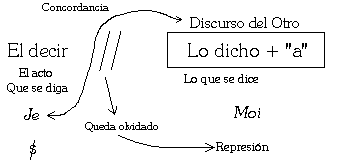 Concordancia
Discurso del Otro
El decir
Lo dicho + "a"
El acto
Que se diga
Lo que se dice
Je
Moi
Queda olvidado
$
Represión